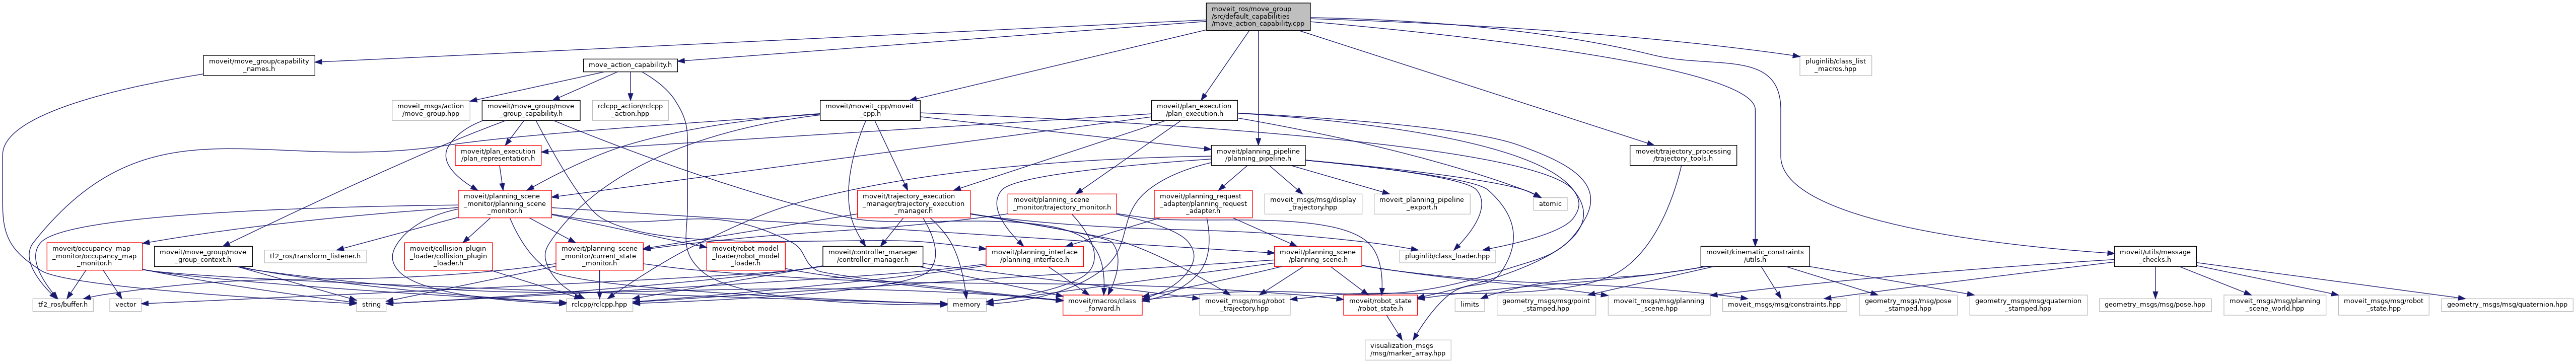 moveit_ros/move_group
/src/default_capabilities
/move_action_capability.cpp
moveit/move_group/capability
_names.h
move_action_capability.h
pluginlib/class_list
_macros.hpp
moveit_msgs/action
/move_group.hpp
moveit/move_group/move
_group_capability.h
rclcpp_action/rclcpp
_action.hpp
moveit/moveit_cpp/moveit
_cpp.h
moveit/plan_execution
/plan_execution.h
moveit/plan_execution
/plan_representation.h
moveit/planning_pipeline
/planning_pipeline.h
moveit/trajectory_processing
/trajectory_tools.h
moveit/planning_scene
_monitor/planning_scene
_monitor.h
moveit/trajectory_execution
_manager/trajectory_execution
_manager.h
moveit/planning_scene
_monitor/trajectory_monitor.h
moveit/planning_request
_adapter/planning_request
_adapter.h
moveit_msgs/msg/display
_trajectory.hpp
moveit_planning_pipeline
_export.h
atomic
moveit/occupancy_map
_monitor/occupancy_map
_monitor.h
moveit/move_group/move
_group_context.h
tf2_ros/transform_listener.h
moveit/collision_plugin
_loader/collision_plugin
_loader.h
moveit/planning_scene
_monitor/current_state
_monitor.h
moveit/robot_model
_loader/robot_model
_loader.h
moveit/controller_manager
/controller_manager.h
moveit/planning_interface
/planning_interface.h
moveit/planning_scene
/planning_scene.h
pluginlib/class_loader.hpp
moveit/kinematic_constraints
/utils.h
moveit/utils/message
_checks.h
tf2_ros/buffer.h
vector
string
rclcpp/rclcpp.hpp
memory
moveit/macros/class
_forward.h
moveit_msgs/msg/robot
_trajectory.hpp
moveit/robot_state
/robot_state.h
limits
geometry_msgs/msg/point
_stamped.hpp
moveit_msgs/msg/planning
_scene.hpp
moveit_msgs/msg/constraints.hpp
geometry_msgs/msg/pose
_stamped.hpp
geometry_msgs/msg/quaternion
_stamped.hpp
geometry_msgs/msg/pose.hpp
moveit_msgs/msg/planning
_scene_world.hpp
moveit_msgs/msg/robot
_state.hpp
geometry_msgs/msg/quaternion.hpp
visualization_msgs
/msg/marker_array.hpp